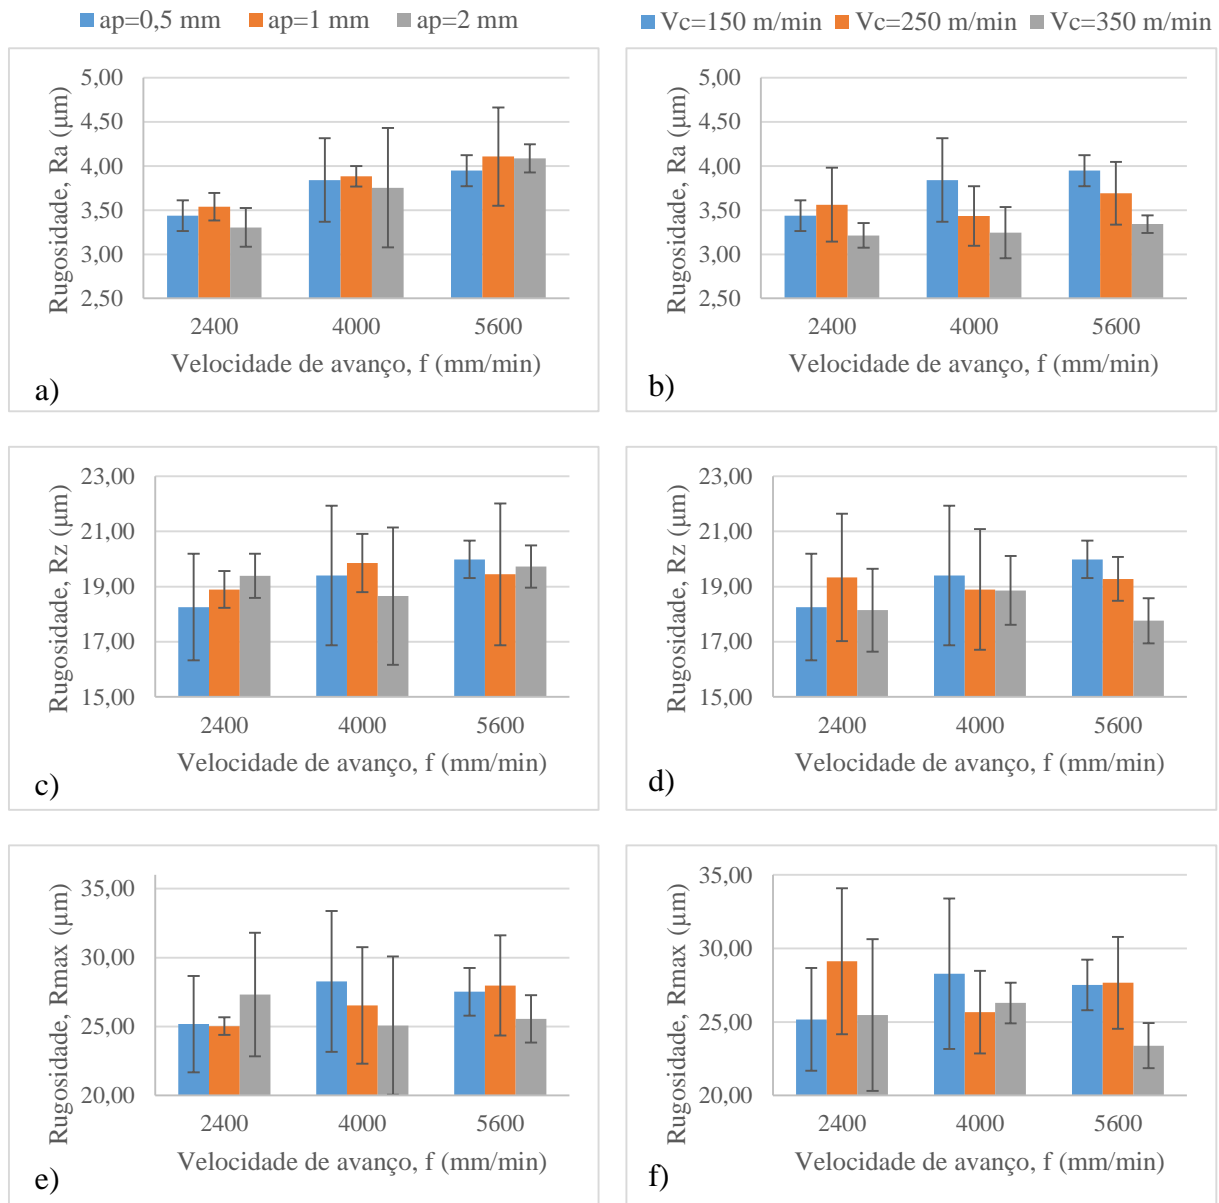 ap=0,5 mm ap=1 mm ap=2 mm
Vc=150 m/min Vc=250 m/min Vc=350 m/min
Rugosidade, Ra (μm)
5,00
4,50
4,00
3,50
3,00
2,50
2400 4000 5600
Velocidade de avanço, f (mm/min)
a)
Rugosidade, Ra (μm)
5,00
4,50
4,00
3,50
3,00
2,50
2400 4000 5600
Velocidade de avanço, f (mm/min)
b)
Rugosidade, Rz (μm)
23,00
21,00
19,00
17,00
15,00
2400 4000 5600
Velocidade de avanço, f (mm/min)
c)
Rugosidade, Rz (μm)
23,00
21,00
19,00
17,00
15,00
2400 4000 5600
Velocidade de avanço, f (mm/min)
d)
Rugosidade, Rmax (μm)
35,00
30,00
25,00
20,00
2400 4000 5600
Velocidade de avanço, f (mm/min)
e)
Rugosidade, Rmax (μm)
35,00
30,00
25,00
20,00
2400 4000 5600
Velocidade de avanço, f (mm/min)
f)